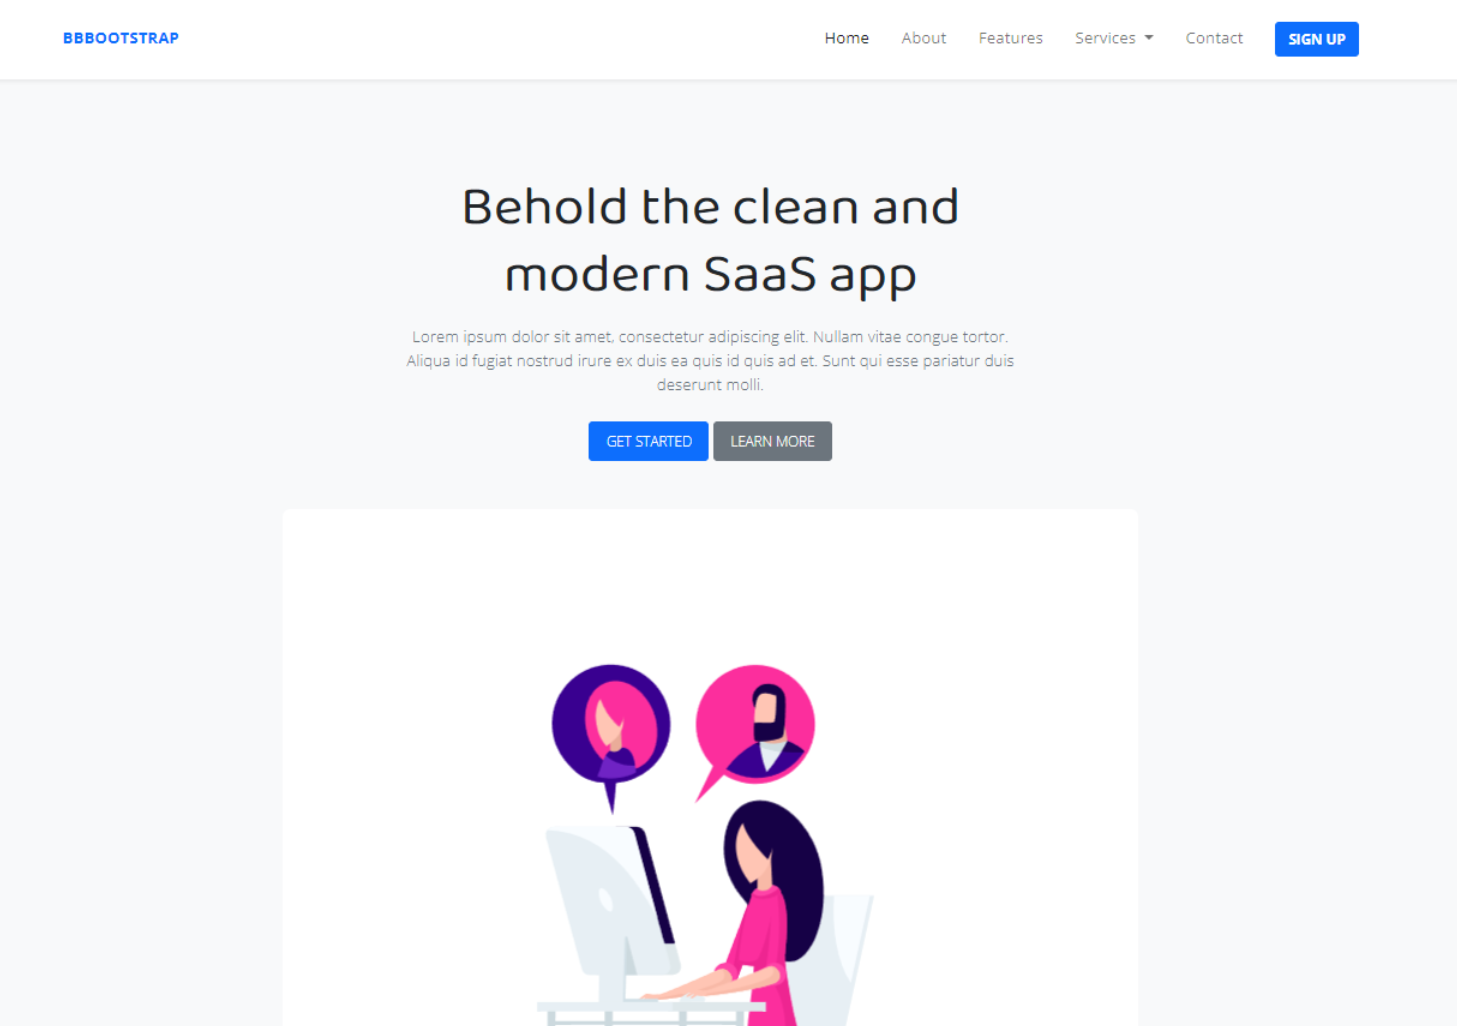 BBBOOTSTRAP
Home About Features Services Contact SIGN UP
Behold the clean and
modern SaaS app
Lorem ipsum dolor sit amet, consectetur adipiscing elit. Nullam vitae congue tortor.
Aliqua id fugiat nostrud irure ex duis ea quis id quis ad et. Sunt qui esse pariatur duis
deserunt molli.
GET STARTED LEARN MORE